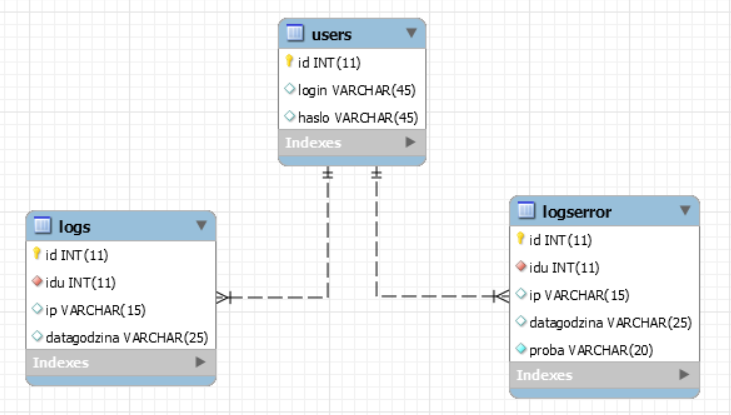 users
id INT(11)
login VARCHAR(45)
haslo VARCHAR(45)
Indexes
logs
id INT(11)
idu INT(11)
ip VARCHAR(15)
datagodzina VARCHAR(25)
Indexes
logserror
id INT(11)
idu INT(11)
ip VARCHAR(15)
datagodzina VARCHAR(25)
proba VARCHAR(20)
Indexes